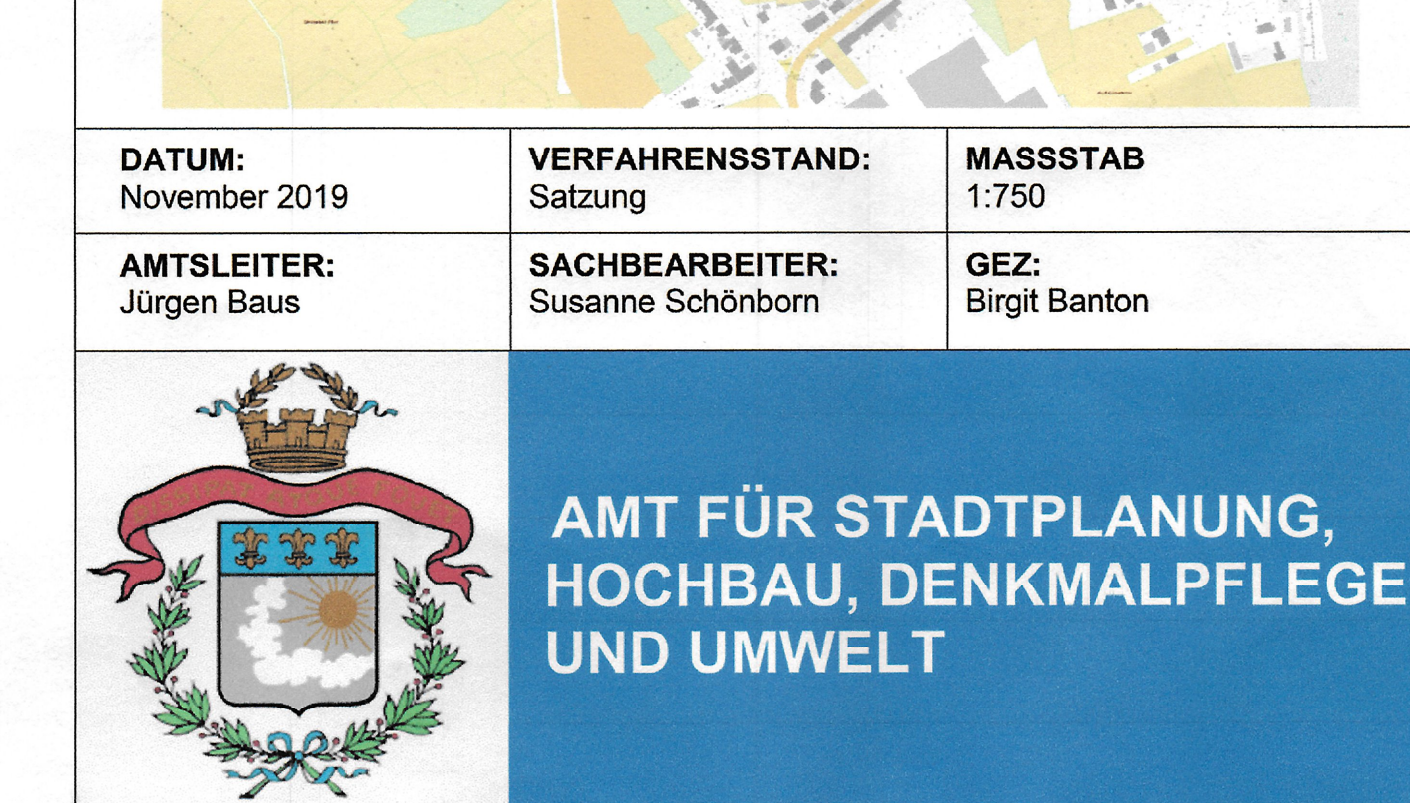 DATUM:
November 2019
VERFAHRENSSTAND:
Satzung
MASSSTAB
1:750
AMTSLEITER:
Jürgen Baus
SACHBEARBEITER:
Susanne Schönborn
GEZ:
Birgit Banton
AMT FÜR STADTPLANUNG,
HOCHBAU, DENKMALPFLEGE
UND UMWELT